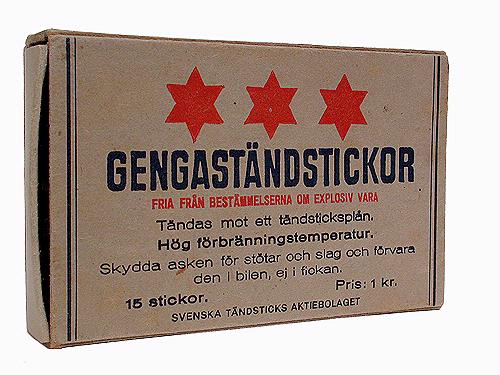 GENGASTÄNDSTICKOR
FRIA FRÅN BESTÄMMELSERNA OM EXPLOSIV VARA
Tändas mot ett tändsticksplån.
Hög förbränningstemperatur.
Skydda asken för stötar och slag och förvara
den i bilen, ej i fickan.
15 stickor.
Pris: 1 kr.
SVENSKA TÄNDSTICKS AKTIEBOLAGET